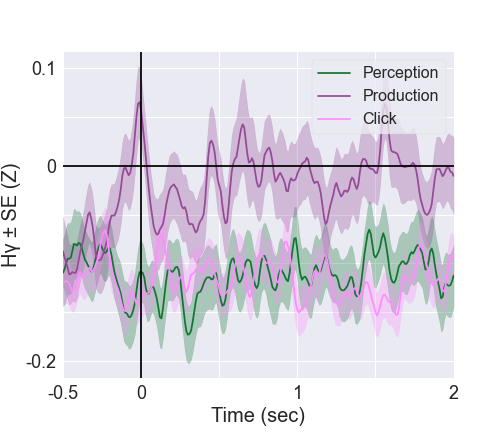 0.1
0
-0.2
Hγ ± SE (Z)
Perception
Production
Click
-0.5
0
1
2
Time (sec)